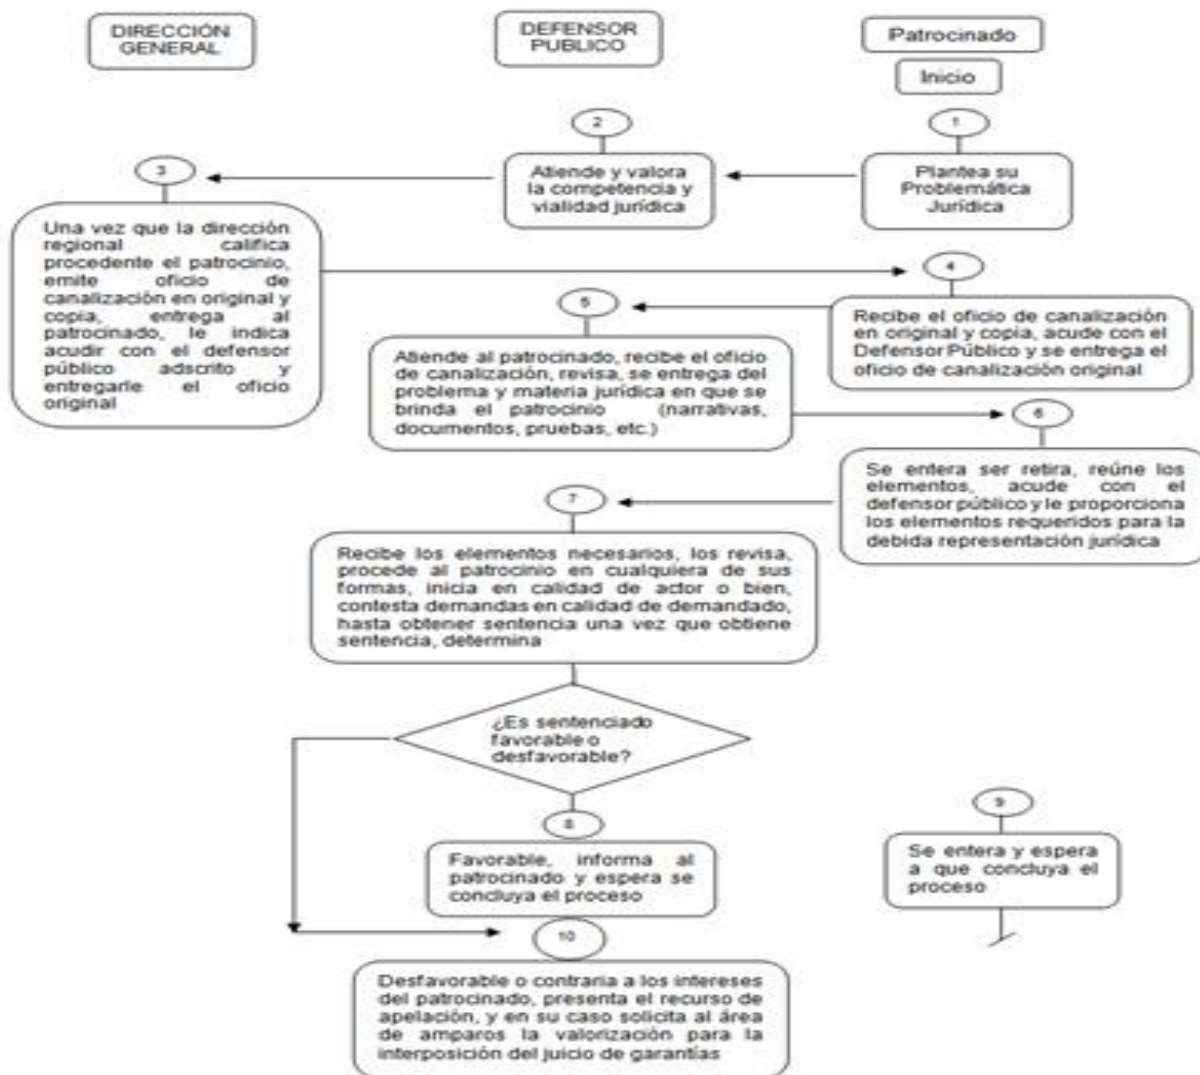 DIRECCIÓN
GENERAL
DEFENSOR
PUBLICO
Patrocinado
Inicio
1
Plantea su
Problemática
Jurídica
2
Atiende y valora
la competencia y
vialidad jurídica
3
Una vez que la dirección
regional califica
procedente el patrocinio,
emite oficio de
canalización en original y
copia, entrega al
patrocinado, le indica
acudir con el defensor
público adscrito y
entregarle el oficio
original
4
Recibe el oficio de canalización
en original y copia, acude con el
Defensor Público y se entrega el
oficio de canalización original
5
Atiende al patrocinado, recibe el oficio
de canalización, revisa, se entrega del
problema y materia jurídica en que se
brinda el patrocinio (narrativas,
documentos, pruebas, etc.)
6
Se entera ser retira, reúne los
elementos, acude con el
defensor público y le proporciona
los elementos requeridos para la
debida representación jurídica
7
Recibe los elementos necesarios, los revisa,
procede al patrocinio en cualquiera de sus
formas, inicia en calidad de actor o bien,
contesta demandas en calidad de demandado,
hasta obtener sentencia una vez que obtiene
sentencia, determina
¿Es sentenciado
favorable o
desfavorable?
8
Favorable, informa al
patrocinado y espera se
concluya el proceso
9
Se entera y espera
a que concluya el
proceso
10
Desfavorable o contraria a los intereses
del patrocinado, presenta el recurso de
apelación, y en su caso solicita al área
de amparos la valorización para la
interposición del juicio de garantías